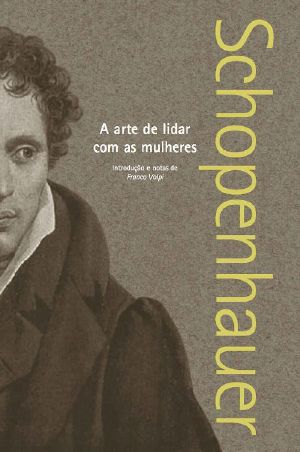 Schopenhauer
A arte de lidar
com as mulheres
Introdução e notas de
Franco Volpi